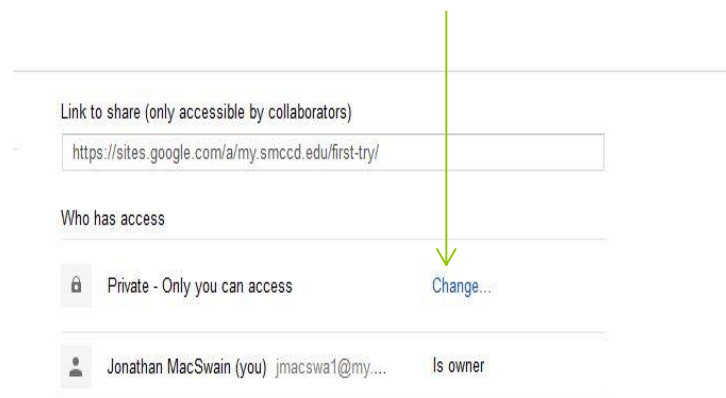 Link to share (only accessible by collaborators)
https://sites.google.com/a/my.smccd.edu/first-try/
Who has access
Private - Only you can access Change...
Jonathan MacSwain (you) jmacswa1@my.... Is owner